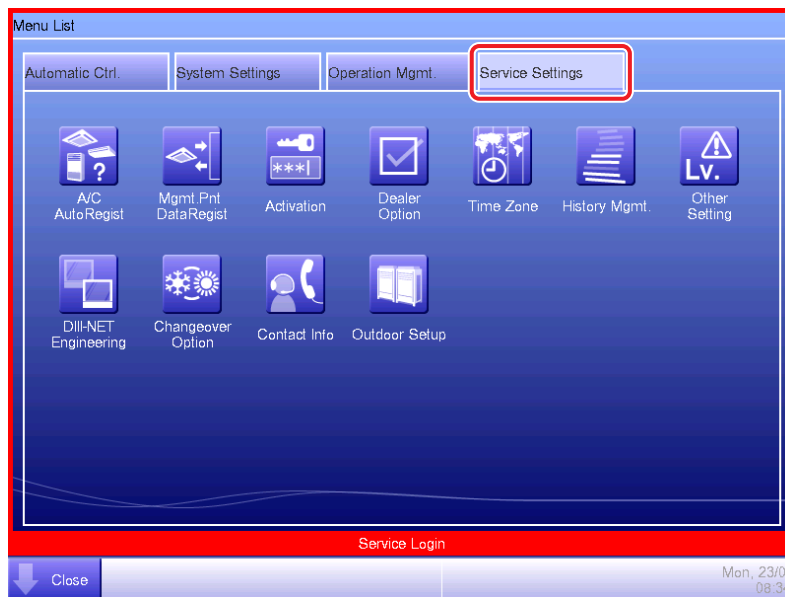 Menu List
Automatic Ctrl.
System Settings
Operation Mgmt.
Service Settings
A/C
AutoRegist
Mgmt.Pnt
DataRegist
***
Activation
Dealer
Option
Time Zone
History Mgmt.
Lv.
Other
Setting
DIII-NET
Engineering
Changeover
Option
Contact Info
Outdoor Setup
Service Login
Close
Mon, 23/0
08:3